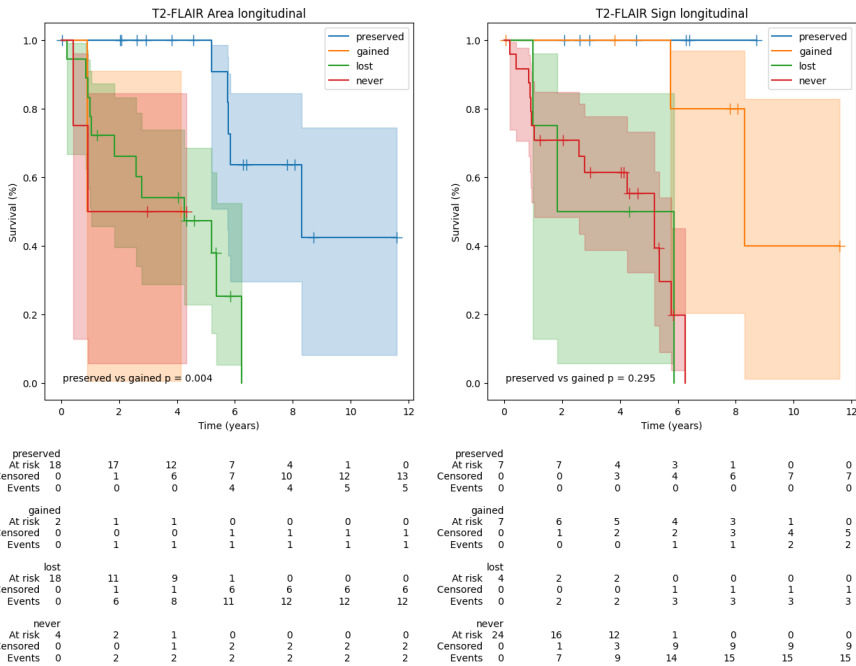 T2-FLAIR Area longitudinal
1.0
0.8
0.6
0.4
0.2
0.0
Survival (%)
preserved
gained
lost
never
preserved vs gained p = 0.004
0 2 4 6 8 10 12
Time (years)
preserved
At risk 18 17 12 7 4 1 0
Censored 0 1 6 7 10 12 13
Events 0 0 0 4 4 5 5
gained
At risk 2 1 1 0 0 0 0
Censored 0 0 0 1 1 1 1
Events 0 1 1 1 1 1 1
lost
At risk 18 11 9 1 0 0 0
Censored 0 1 1 6 6 6 6
Events 0 6 8 11 12 12 12
never
At risk 4 2 1 0 0 0 0
Censored 0 0 1 2 2 2 2
Events 0 2 2 2 2 2 2
T2-FLAIR Sign longitudinal
1.0
0.8
0.6
0.4
0.2
0.0
Survival (%)
preserved
gained
lost
never
preserved vs gained p = 0.295
0 2 4 6 8 10 12
Time (years)
preserved
At risk 7 7 4 3 1 0 0
Censored 0 0 3 4 6 7 7
Events 0 0 0 0 0 0 0
gained
At risk 7 6 5 4 3 1 0
Censored 0 1 2 2 3 4 5
Events 0 0 0 1 1 2 2
lost
At risk 4 2 2 0 0 0 0
Censored 0 0 0 1 1 1 1
Events 0 2 2 3 3 3 3
never
At risk 24 16 12 1 0 0 0
Censored 0 1 3 9 9 9 9
Events 0 7 9 14 15 15 15